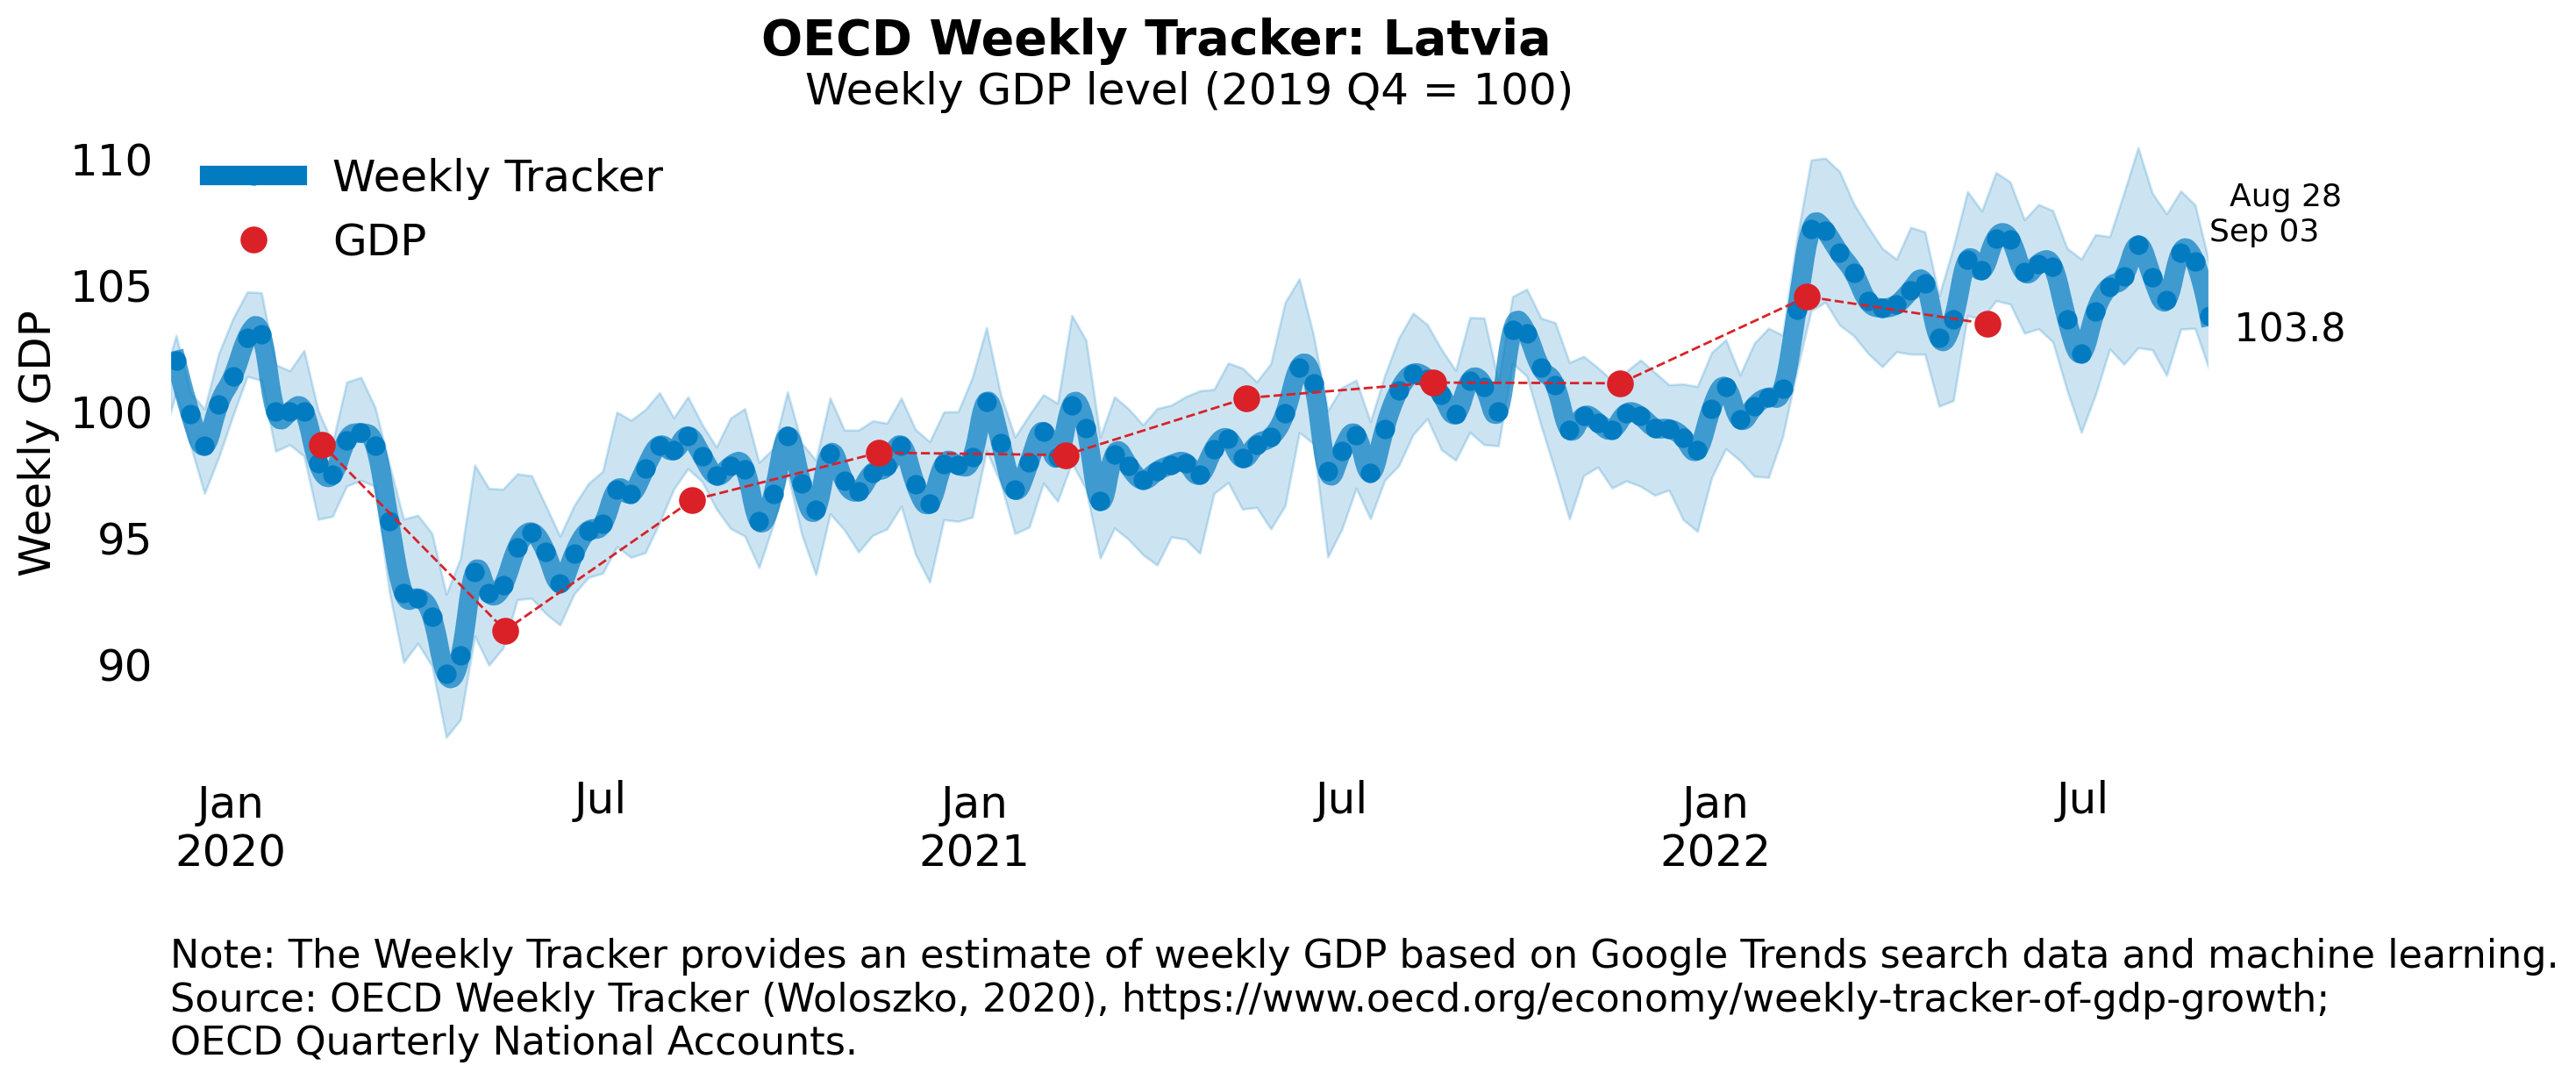 OECD Weekly Tracker: Latvia
Weekly GDP level (2019 Q4 = 100)
Weekly Tracker
GDP
Weekly GDP
110
105
100
95
90
Aug 28
Sep 03
103.8
Jan
2020
Jul
Jan
2021
Jul
Jan
2022
Jul
Note: The Weekly Tracker provides an estimate of weekly GDP based on Google Trends search data and machine learning.
Source: OECD Weekly Tracker (Woloszko, 2020), https://www.oecd.org/economy/weekly-tracker-of-gdp-growth;
OECD Quarterly National Accounts.